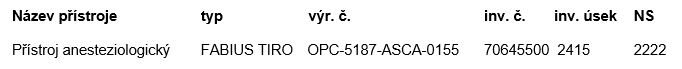 Název přístroje typ výr. č. inv. č. inv. úsek NS
Přístroj anesteziologický FABIUS TIRO OPC-5187-ASCA-0155 70645500 2415 2222